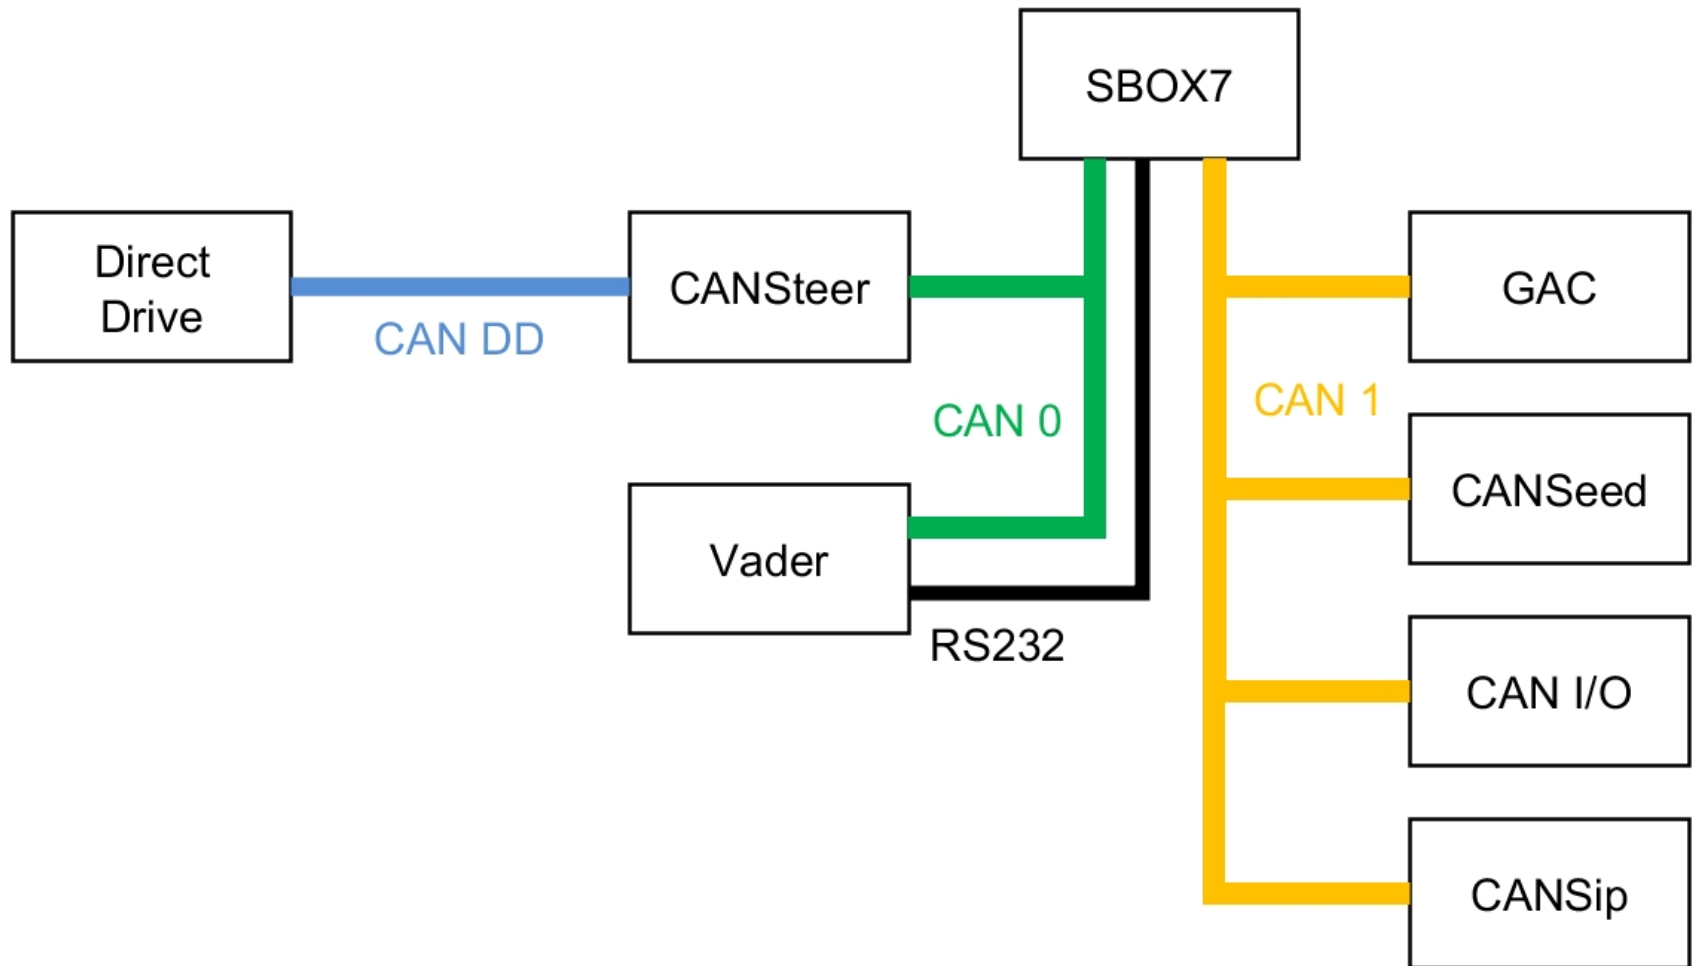 SBOX7
Direct
Drive
CAN DD
CANSteer
GAC
CAN 0
CAN 1
CANSeed
Vader
RS232
CAN I/O
CANSip